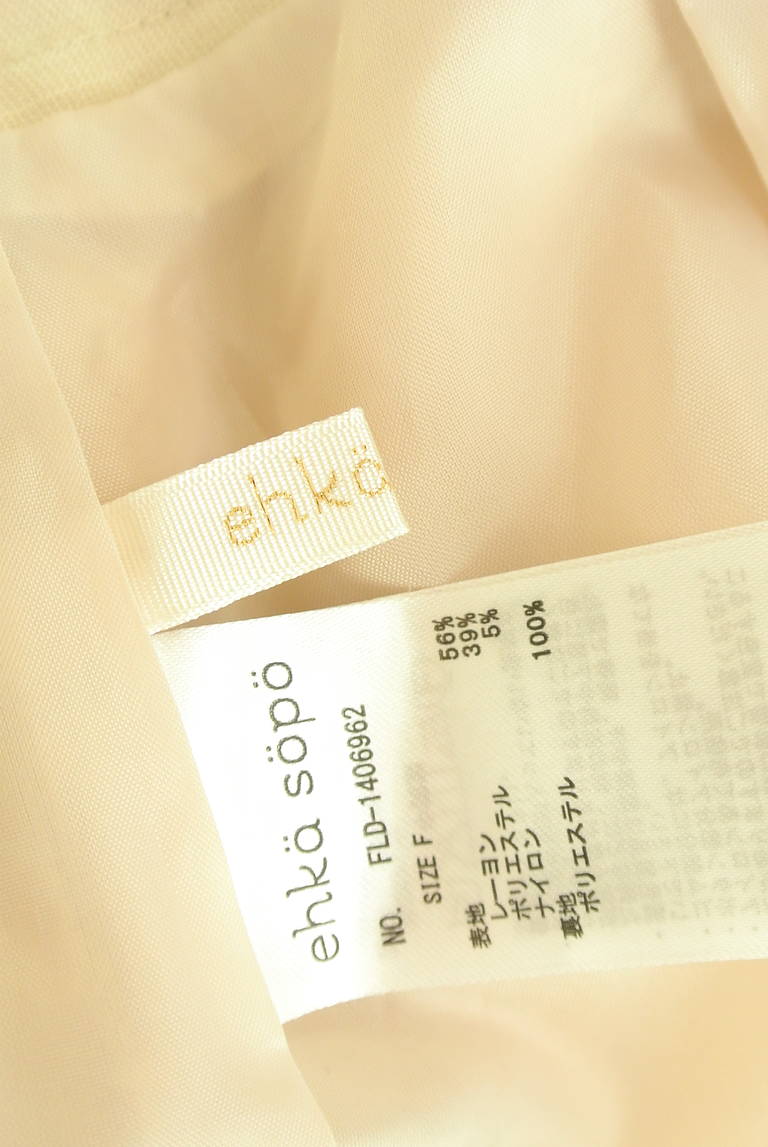 ehkä
ehkä söpö
NO. FLD-1406962
SIZE F
表地
レーヨン 56%
ポリエステル 39%
ナイロン 5%
裏地
ポリエステル 100%